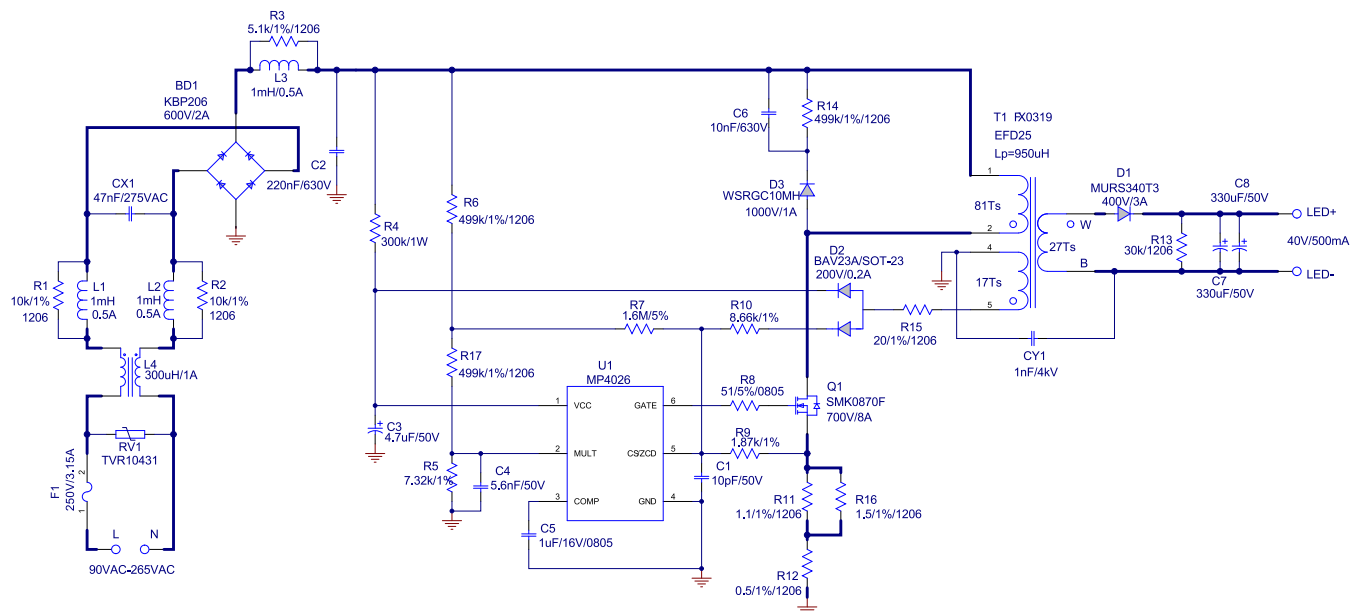 R3
5.1k/1%/1206
L3
1mH/0.5A
BD1
KBP206
600V/2A
C2
220nF/630V
CX1
47nF/275VAC
R1
10k/1%
1206
L1
1mH
0.5A
L2
1mH
0.5A
R2
10k/1%
1206
L4
300uH/1A
RV1
TVR10431
F1
250V/3.15A
2
1
L
N
90VAC-265VAC
R4
300k/1W
R6
499k/1%/1206
R17
499k/1%/1206
C3
4.7uF/50V
R5
7.32k/1%
C4
5.6nF/50V
C5
1uF/16V/0805
U1
MP4026
1
VCC
2
MULT
3
COMP
GATE
6
CS/ZCD
5
GND
4
R7
1.6M/5%
R10
8.66k/1%
R8
51/5%/0805
R9
1.87k/1%
C1
10pF/50V
C6
10nF/630V
R14
499k/1%/1206
D3
WSRGC10MH
1000V/1A
D2
BAV23A/SOT-23
200V/0.2A
R15
20/1%/1206
Q1
SMK0870F
700V/8A
R11
1.1/1%/1206
R16
1.5/1%/1206
R12
0.5/1%/1206
T1 FX0319
EFD25
Lp=950uH
1
81Ts
2
4
17Ts
5
27Ts
W
B
D1
MURS340T3
400V/3A
R13
30k/1206
C8
330uF/50V
C7
330uF/50V
CY1
1nF/4kV
LED+
40V/500mA
LED-